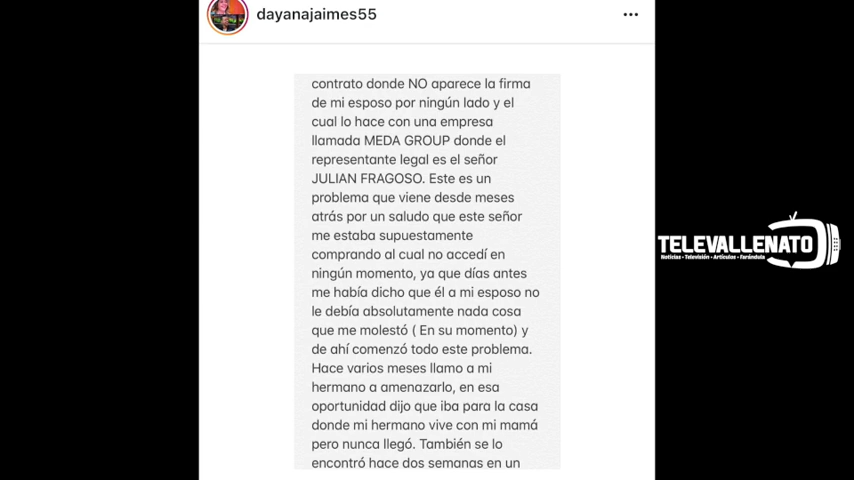 dayanajaimes55
contrato donde NO aparece la firma
de mi esposo por ningún lado y el
cual lo hace con una empresa
llamada MEDA GROUP donde el
representante legal es el señor
JULIAN FRAGOSO. Este es un
problema que viene desde meses
atrás por un saludo que este señor
me estaba supuestamente
comprando al cual no accedí en
ningún momento, ya que días antes
me había dicho que él a mi esposo no
le debía absolutamente nada cosa
que me molestó ( En su momento) y
de ahí comenzó todo este problema.
Hace varios meses llamo a mi
hermano a amenazarlo, en esa
oportunidad dijo que iba para la casa
donde mi hermano vive con mi mamá
pero nunca llegó. También se lo
encontró hace dos semanas en un
TELEVALLENATO
Noticias • Televisión • Artículos • Farándula